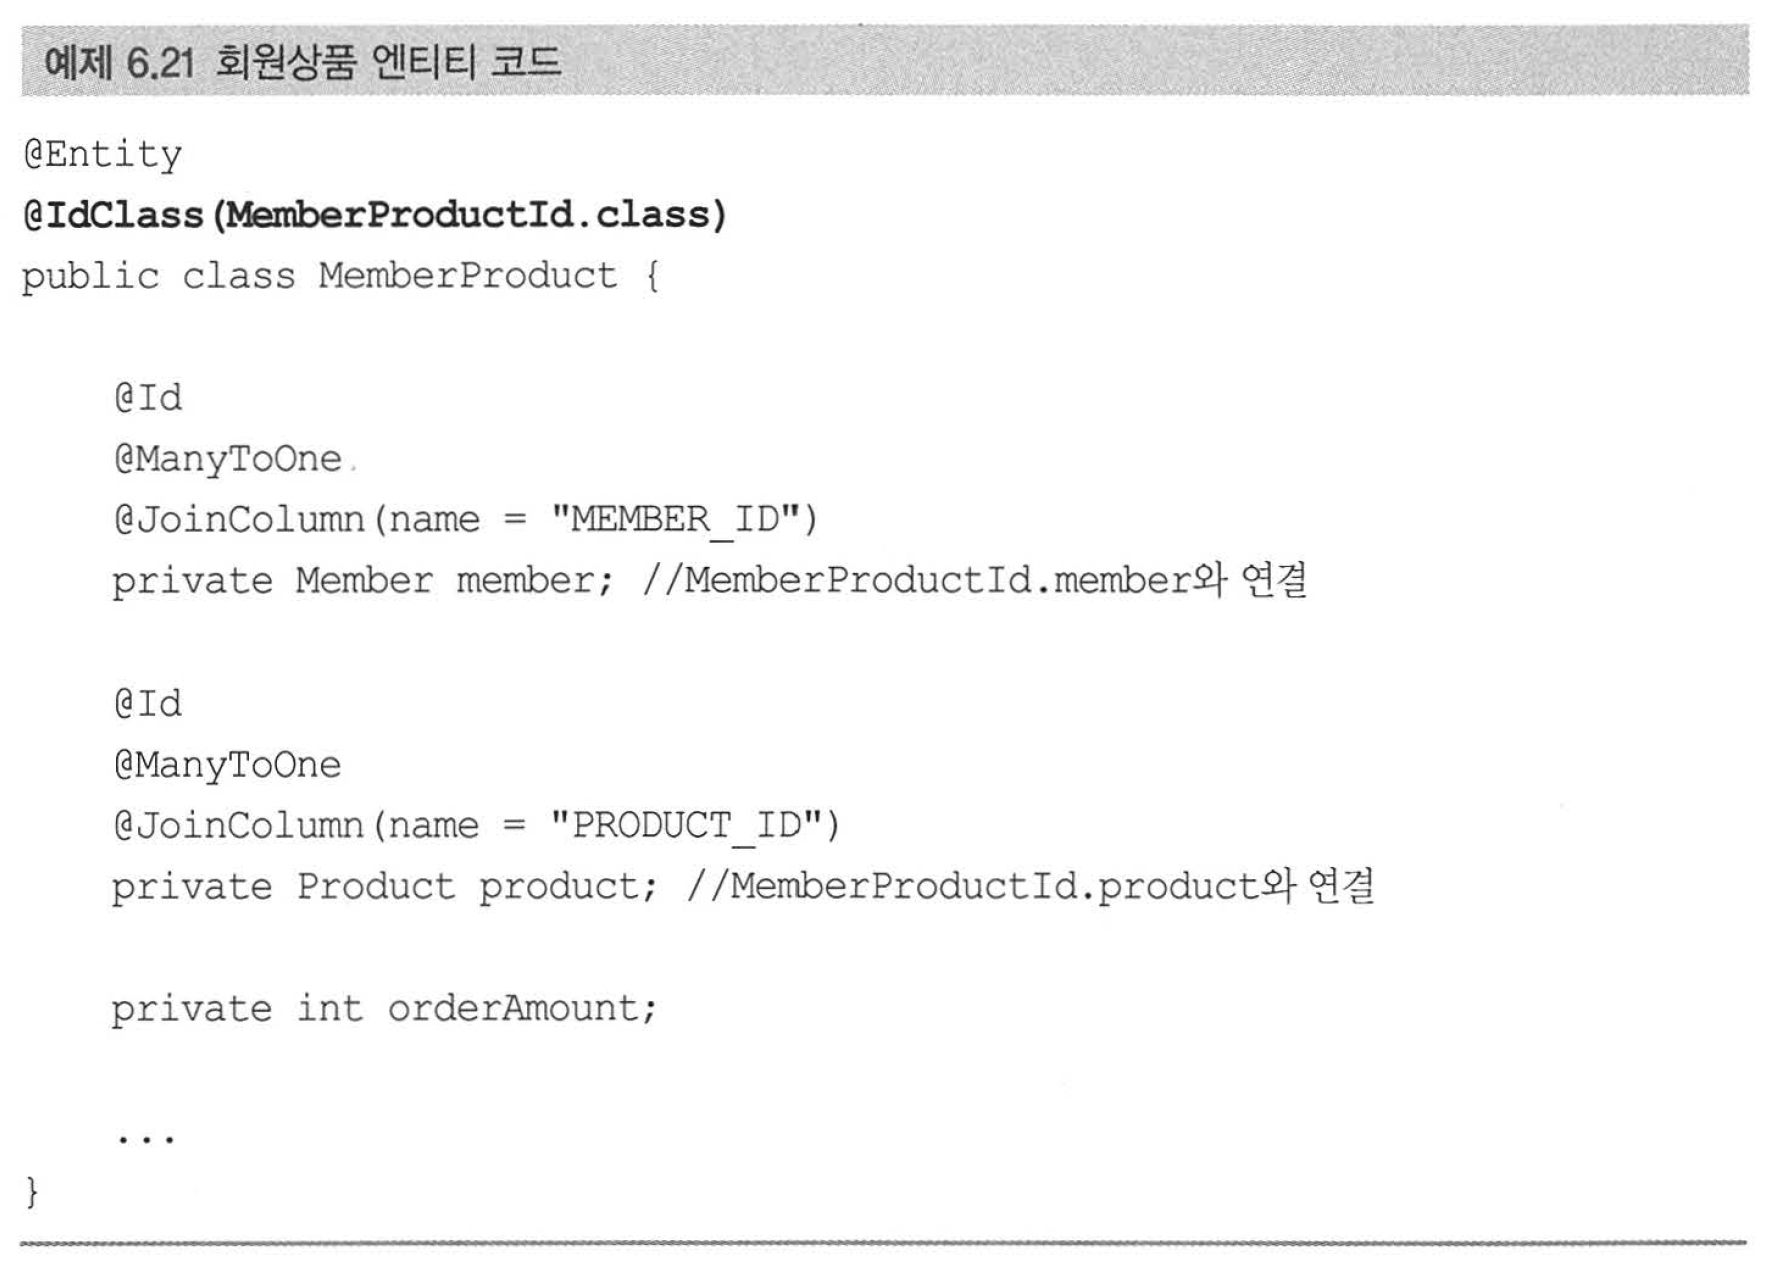 예제 6.21 회원상품 엔티티 코드
@Entity
@IdClass(MemberProductId.class)
public class MemberProduct {
@Id
@ManyToOne
@JoinColumn(name = "MEMBER_ID")
private Member member; //MemberProductId.member와 연결
@Id
@ManyToOne
@JoinColumn(name = "PRODUCT_ID")
private Product product; //MemberProductId.product와 연결
private int orderAmount;
...
}